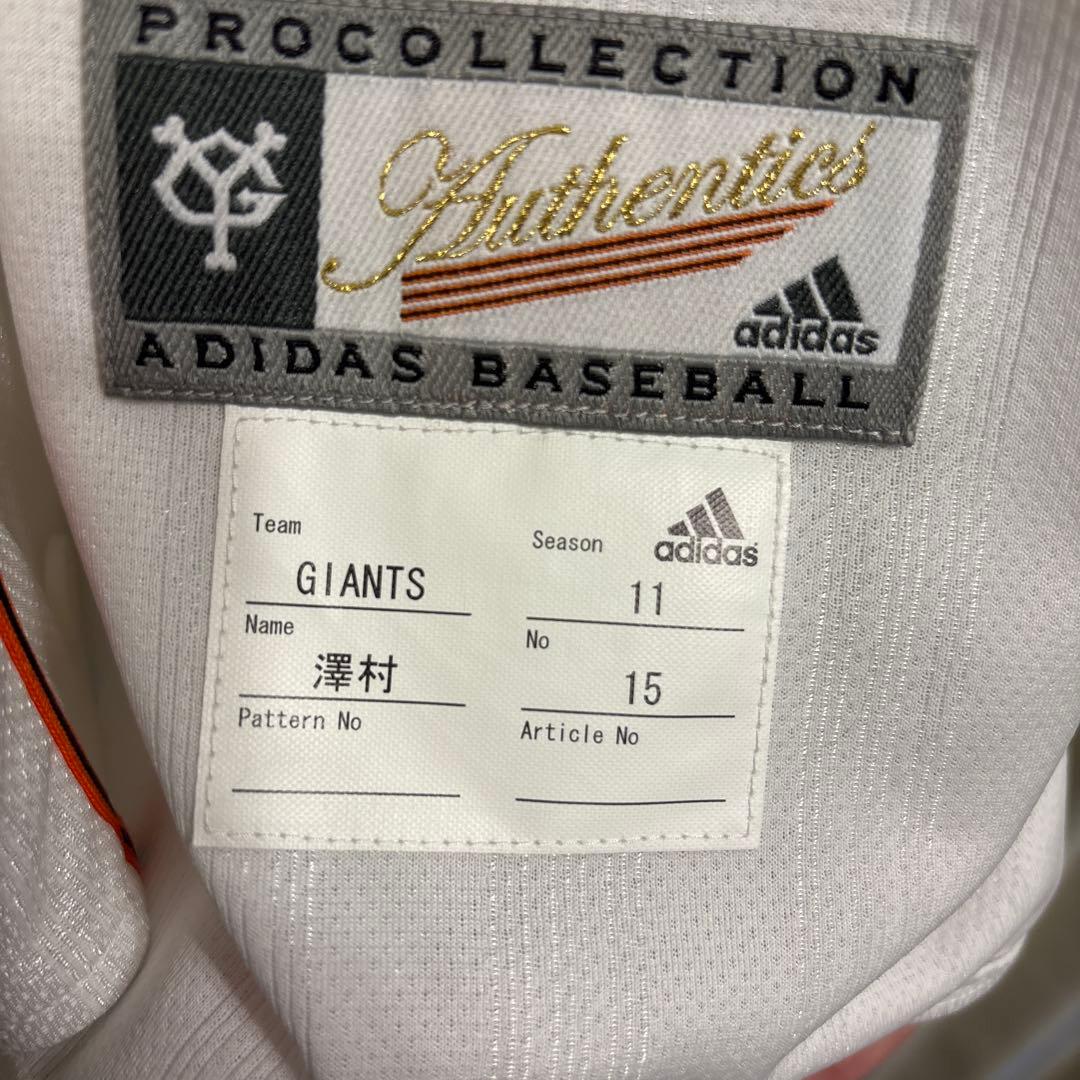 PROCOLLECTION
YG
Authentics
adidas
ADIDAS BASEBALL
adidas
Team
Season
GIANTS
11
Name
No
澤村
15
Pattern No
Article No